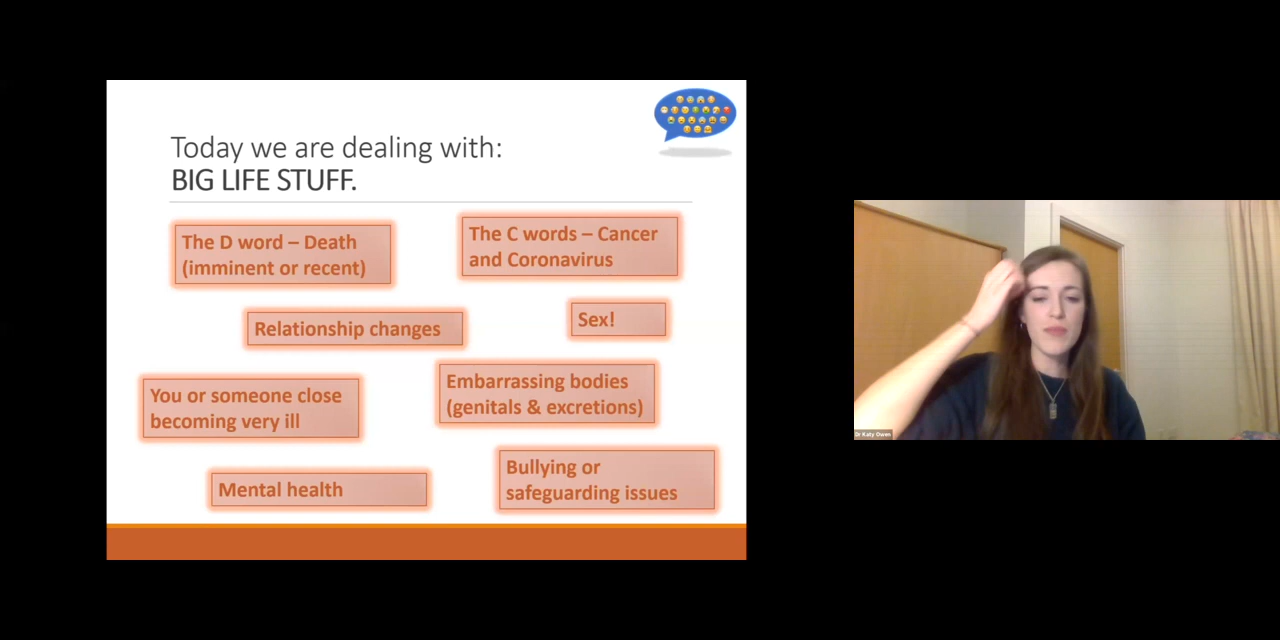 Today we are dealing with:
BIG LIFE STUFF.
The D word – Death
(imminent or recent)
The C words – Cancer
and Coronavirus
Relationship changes
Sex!
You or someone close
becoming very ill
Embarrassing bodies
(genitals & excretions)
Mental health
Bullying or
safeguarding issues
Dr Katy Owen